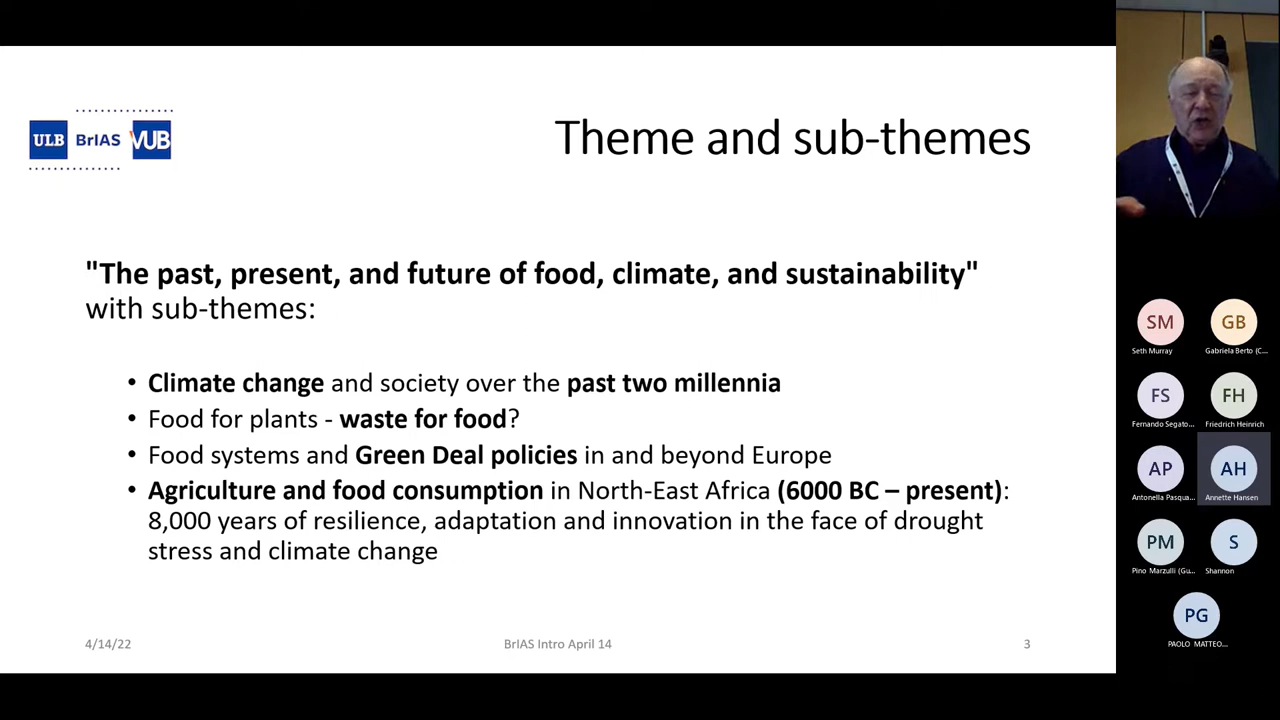 ULB BrIAS VUB
Theme and sub-themes
"The past, present, and future of food, climate, and sustainability"
with sub-themes:
• Climate change and society over the past two millennia
• Food for plants - waste for food?
• Food systems and Green Deal policies in and beyond Europe
• Agriculture and food consumption in North-East Africa (6000 BC – present):
8,000 years of resilience, adaptation and innovation in the face of drought
stress and climate change
4/14/22
BrIAS Intro April 14
3
SM GB
Seth Murray Gabriela Berto (C...
FS FH
Fernando Segato... Friedrich Heinrich
AP AH
Antonella Pasqua... Annette Hansen
PM S
Pino Marzulli (Gu... Shannon
PG
PAOLO MATTEO...